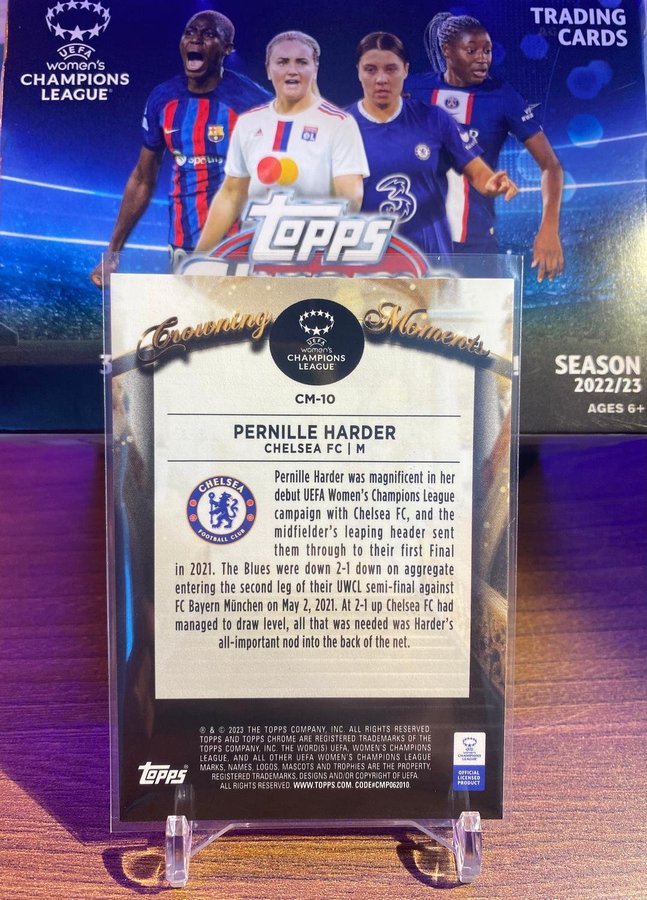 UEFA
women's
CHAMPIONS
LEAGUE
TRADING
CARDS
Spotify
OL
3
Topps
SEASON
2022/23
AGES 6+
Crowning Moments
UEFA
women's
CHAMPIONS
LEAGUE
CM-10
PERNILLE HARDER
CHELSEA FC | M
CHELSEA
FOOTBALL CLUB
Pernille Harder was magnificent in her
debut UEFA Women's Champions League
campaign with Chelsea FC, and the
midfielder's leaping header sent
them through to their first Final
in 2021. The Blues were down 2-1 down on aggregate
entering the second leg of their UWCL semi-final against
FC Bayern München on May 2, 2021. At 2-1 up Chelsea FC had
managed to draw level, all that was needed was Harder's
all-important nod into the back of the net.
® & © 2023 THE TOPPS COMPANY, INC. ALL RIGHTS RESERVED.
TOPPS AND TOPPS CHROME ARE REGISTERED TRADEMARKS OF THE
TOPPS COMPANY, INC. THE WORD(S) UEFA, WOMEN'S CHAMPIONS
LEAGUE, AND ALL OTHER UEFA WOMEN'S CHAMPIONS LEAGUE
MARKS, NAMES, LOGOS, MASCOTS AND TROPHIES ARE THE PROPERTY,
REGISTERED TRADEMARKS, DESIGNS AND/OR COPYRIGHT OF UEFA.
ALL RIGHTS RESERVED. WWW.TOPPS.COM. CODE#CMP062010.
Topps®
UEFA
women's
CHAMPIONS
LEAGUE
OFFICIAL
LICENSED
PRODUCT